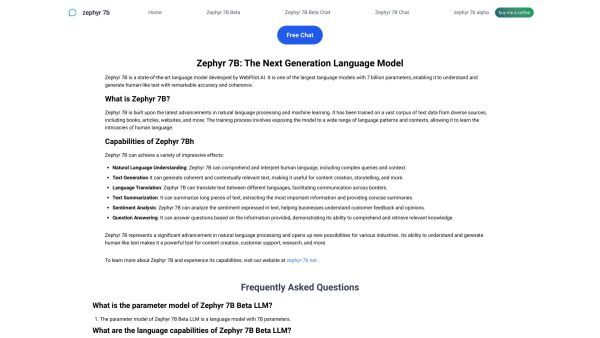 zephyr 7b
Home
Zephyr 7B Beta
Zephyr 7B Beta Chat
Zephyr 7B Chat
zephyr 7b alpha
buy me a coffee
Free Chat
Zephyr 7B: The Next Generation Language Model
Zephyr 7B is a state-of-the-art language model developed by WebPilot.AI. It is one of the largest language models with 7 billion parameters, enabling it to understand and
generate human-like text with remarkable accuracy and coherence.
What is Zephyr 7B?
Zephyr 7B is built upon the latest advancements in natural language processing and machine learning. It has been trained on a vast corpus of text data from diverse sources,
including books, articles, websites, and more. The training process involves exposing the model to a wide range of language patterns and contexts, allowing it to learn the
intricacies of human language.
Capabilities of Zephyr 7Bh
Zephyr 7B can achieve a variety of impressive effects:
• Natural Language Understanding: Zephyr 7B can comprehend and interpret human language, including complex queries and context.
• Text Generation It can generate coherent and contextually relevant text, making it useful for content creation, storytelling, and more.
• Language Translation: Zephyr 7B can translate text between different languages, facilitating communication across borders.
• Text Summarization: It can summarize long pieces of text, extracting the most important information and providing concise summaries.
• Sentiment Analysis: Zephyr 7B can analyze the sentiment expressed in text, helping businesses understand customer feedback and opinions.
• Question Answering: It can answer questions based on the information provided, demonstrating its ability to comprehend and retrieve relevant knowledge.
Zephyr 7B represents a significant advancement in natural language processing and opens up new possibilities for various industries. Its ability to understand and generate
human-like text makes it a powerful tool for content creation, customer support, research, and more.
To learn more about Zephyr 7B and experience its capabilities, visit our website at zephyr-7b.net .
Frequently Asked Questions
What is the parameter model of Zephyr 7B Beta LLM?
1. The parameter model of Zephyr 7B Beta LLM is a language model with 7B parameters.
What are the language capabilities of Zephyr 7B Beta LLM?